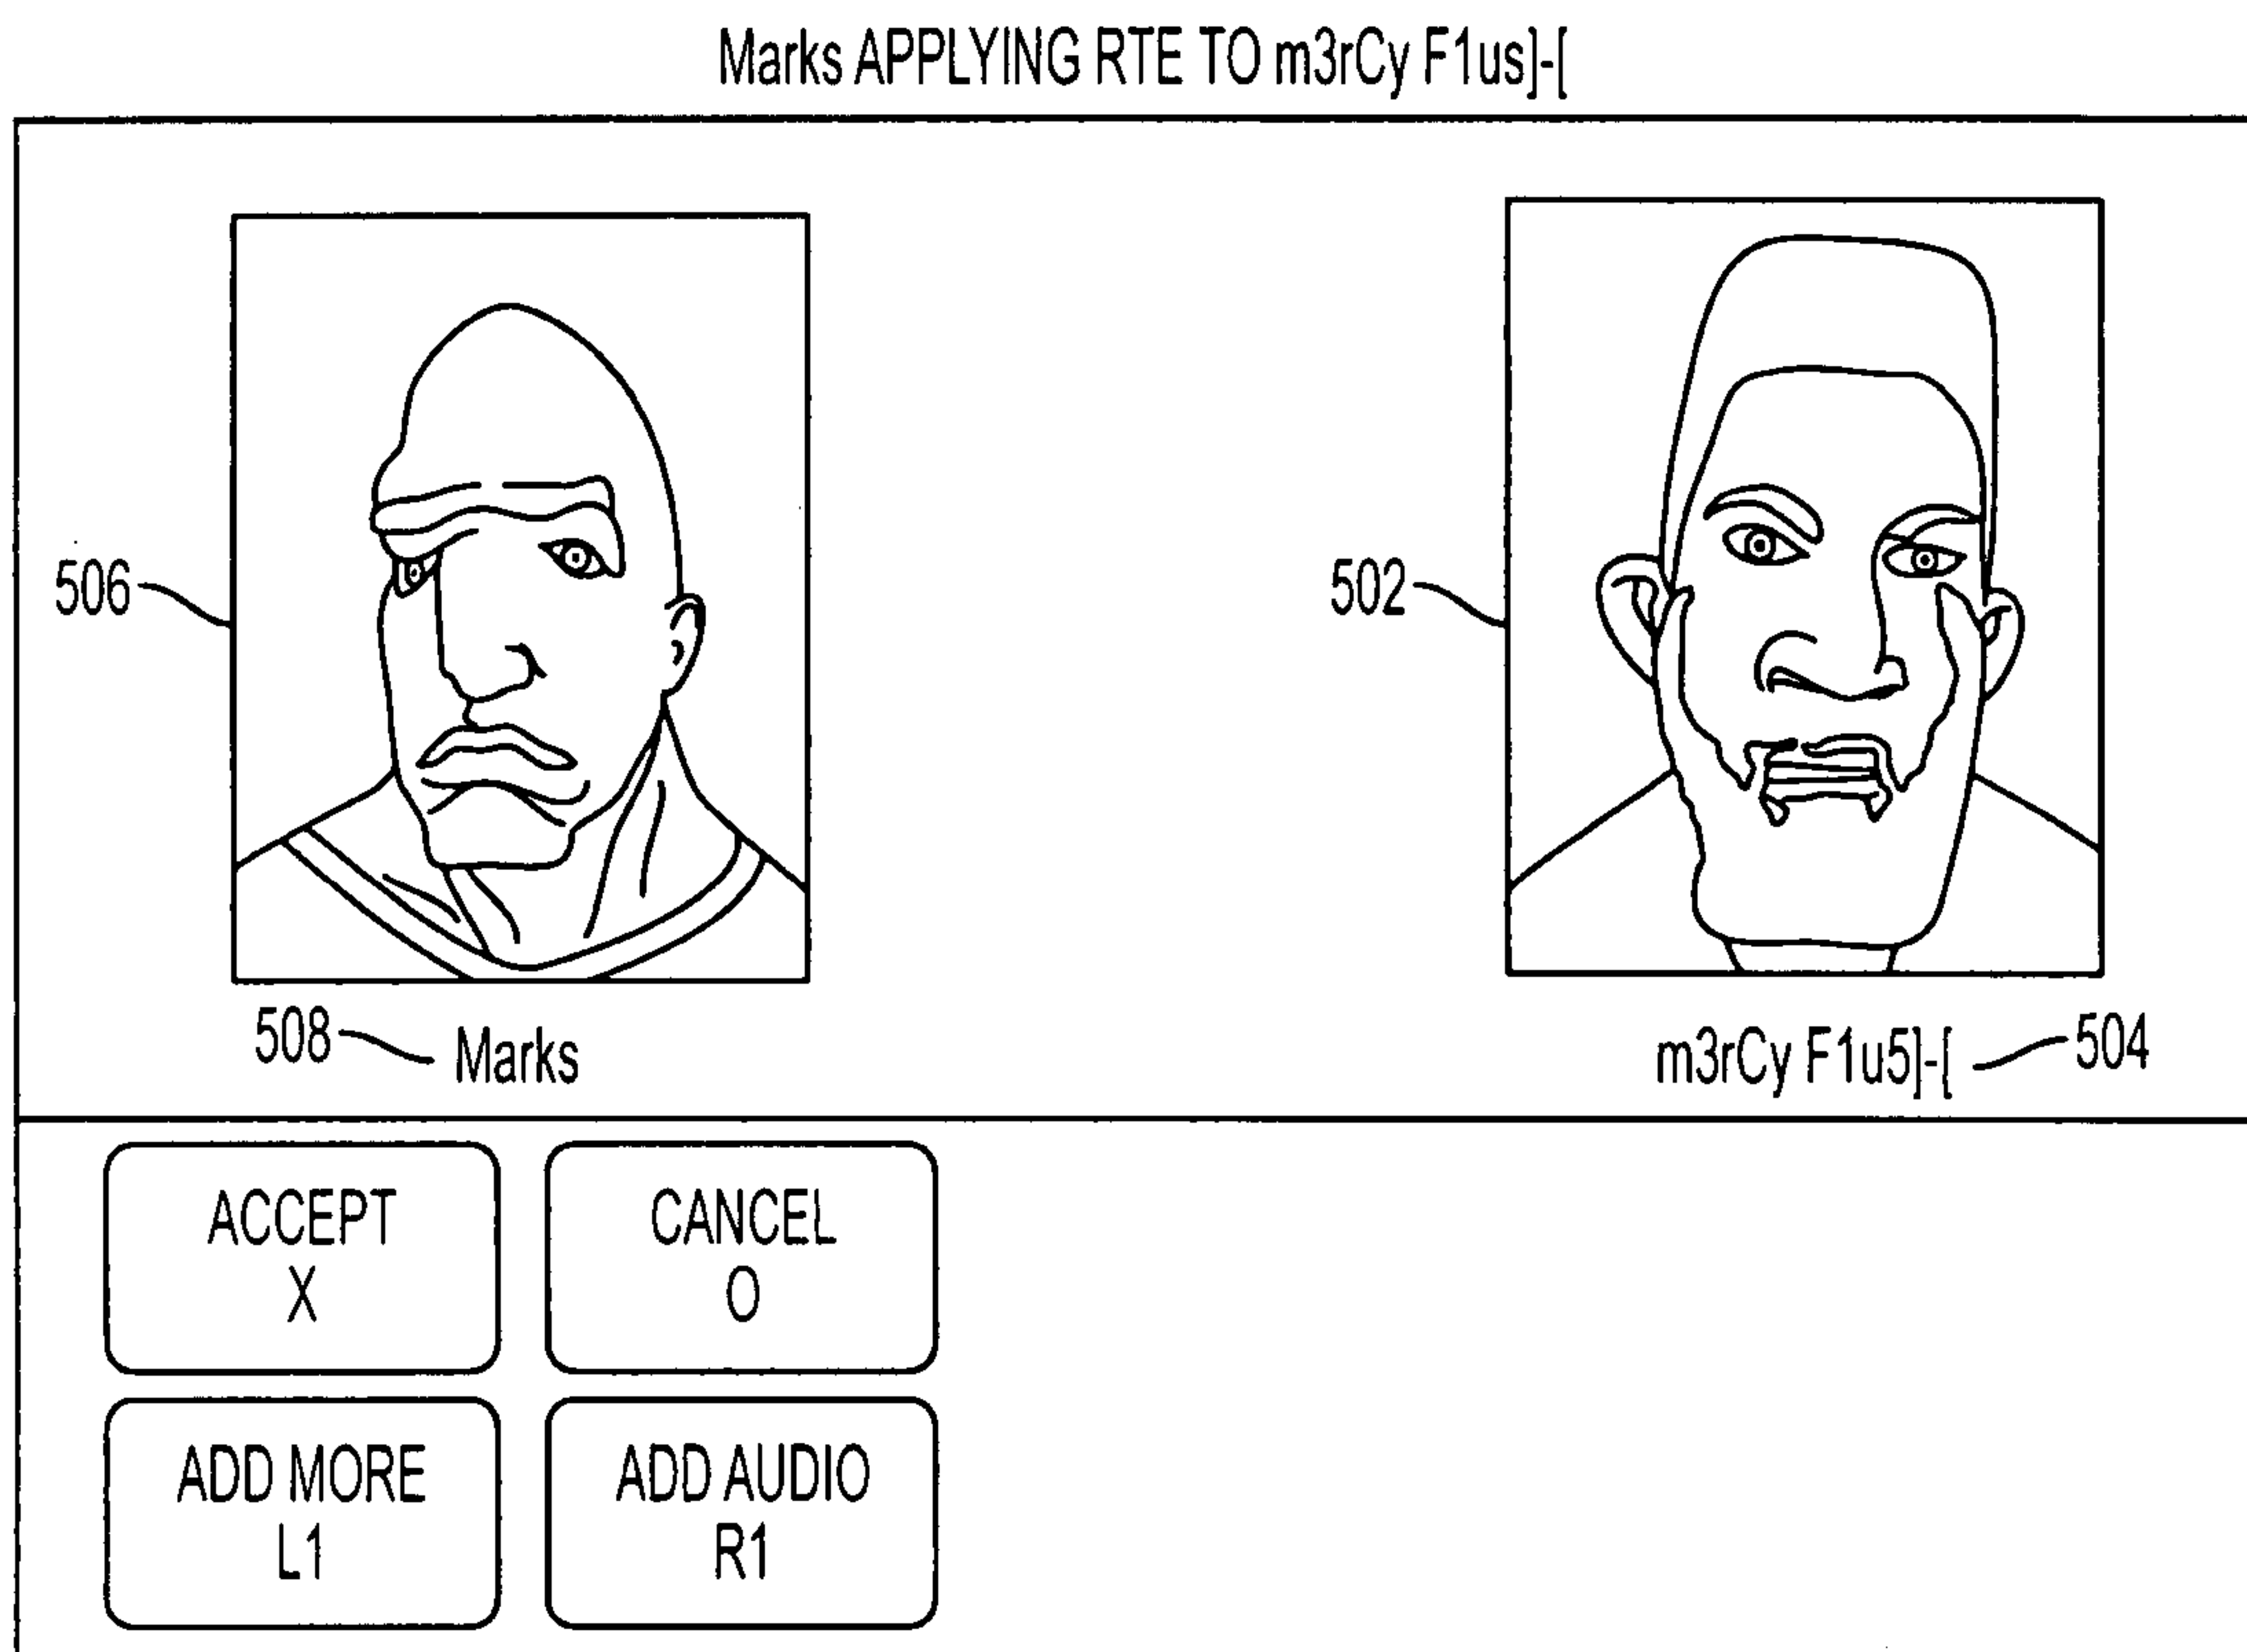 Marks APPLYING RTE TO m3rCy F1us]-[
506
502
508 Marks
m3rCy F1u5]-[ 504
ACCEPT
X
CANCEL
O
ADD MORE
L1
ADD AUDIO
R1